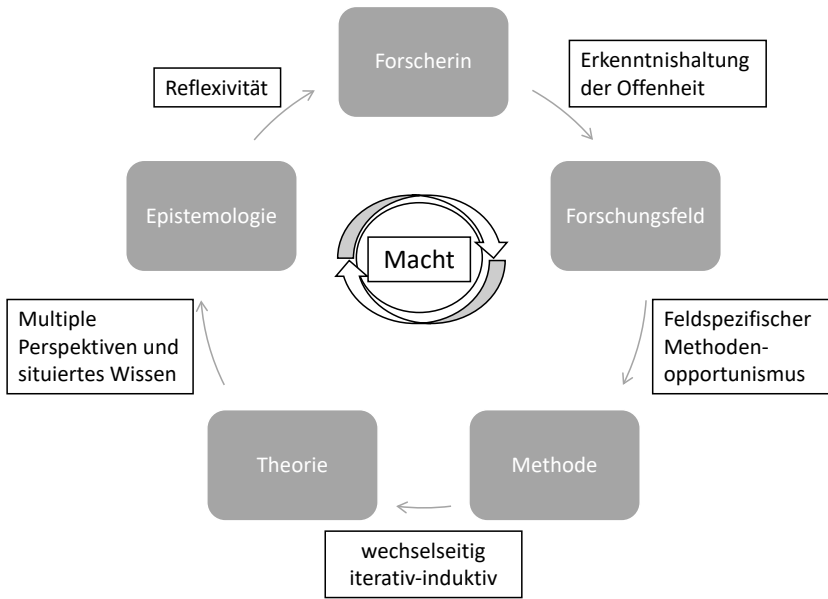 Forscherin
Erkenntnishaltung
der Offenheit
Reflexivität
Epistemologie
Forschungsfeld
Macht
Multiple
Perspektiven und
situiertes Wissen
Feldspezifischer
Methoden-
opportunismus
Theorie
Methode
wechselseitig
iterativ-induktiv